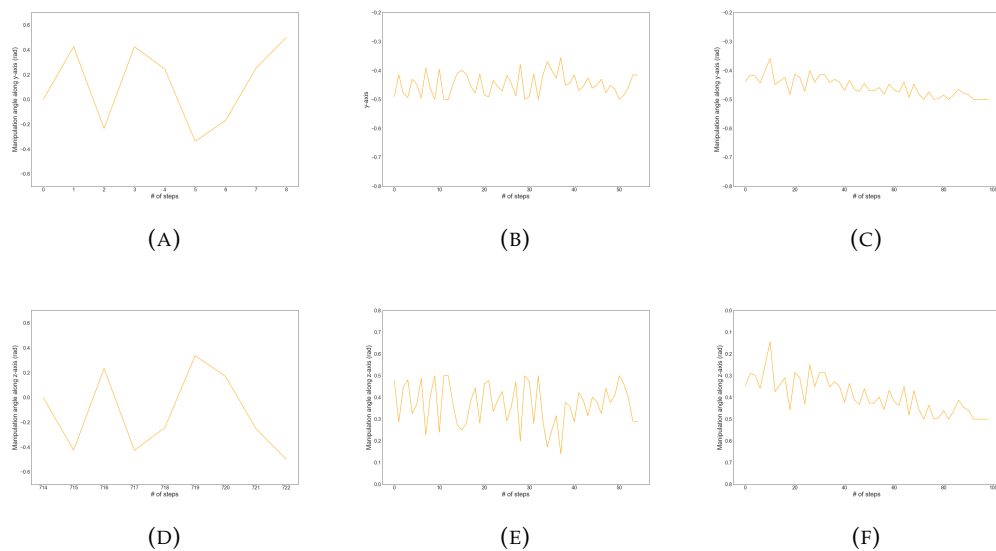 Manipulation angle along y-axis (rad)
0.6
0.4
0.2
0.0
−0.2
−0.4
−0.6
0 1 2 3 4 5 6 7 8
# of steps
(A)
y-axis
−0.2
−0.3
−0.4
−0.5
−0.6
−0.7
−0.8
0 10 20 30 40 50
# of steps
(B)
Manipulation angle along y-axis (rad)
−0.2
−0.3
−0.4
−0.5
−0.6
−0.7
−0.8
0 20 40 60 80 100
# of steps
(C)
Manipulation angle along z-axis (rad)
0.6
0.4
0.2
0.0
−0.2
−0.4
−0.6
714 715 716 717 718 719 720 721 722
# of steps
(D)
Manipulation angle along z-axis (rad)
0.8
0.7
0.6
0.5
0.4
0.3
0.2
0.1
0.0
0 10 20 30 40 50
# of steps
(E)
Manipulation angle along z-axis (rad)
0.0
0.1
0.2
0.3
0.4
0.5
0.6
0.7
0.8
0 20 40 60 80 100
# of steps
(F)